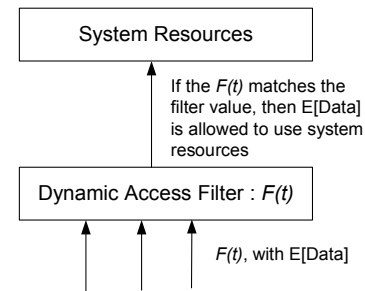 System Resources
If the F(t) matches the
filter value, then E[Data]
is allowed to use system
resources
Dynamic Access Filter : F(t)
F(t), with E[Data]